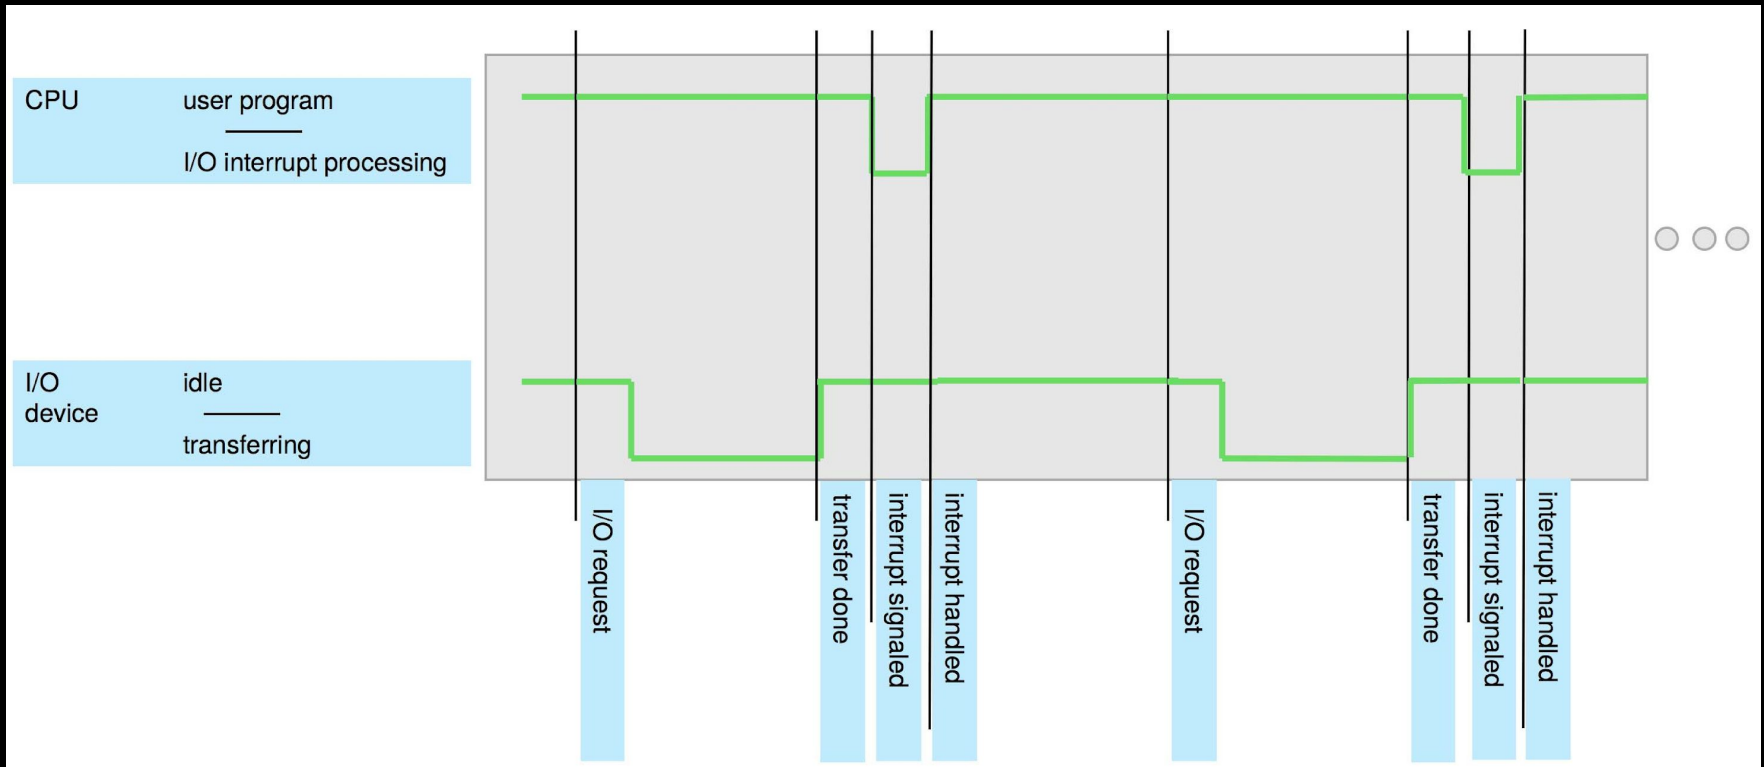 CPU
user program
I/O interrupt processing
I/O
device
idle
transferring
I/O request
transfer done
interrupt signaled
interrupt handled
I/O request
transfer done
interrupt signaled
interrupt handled